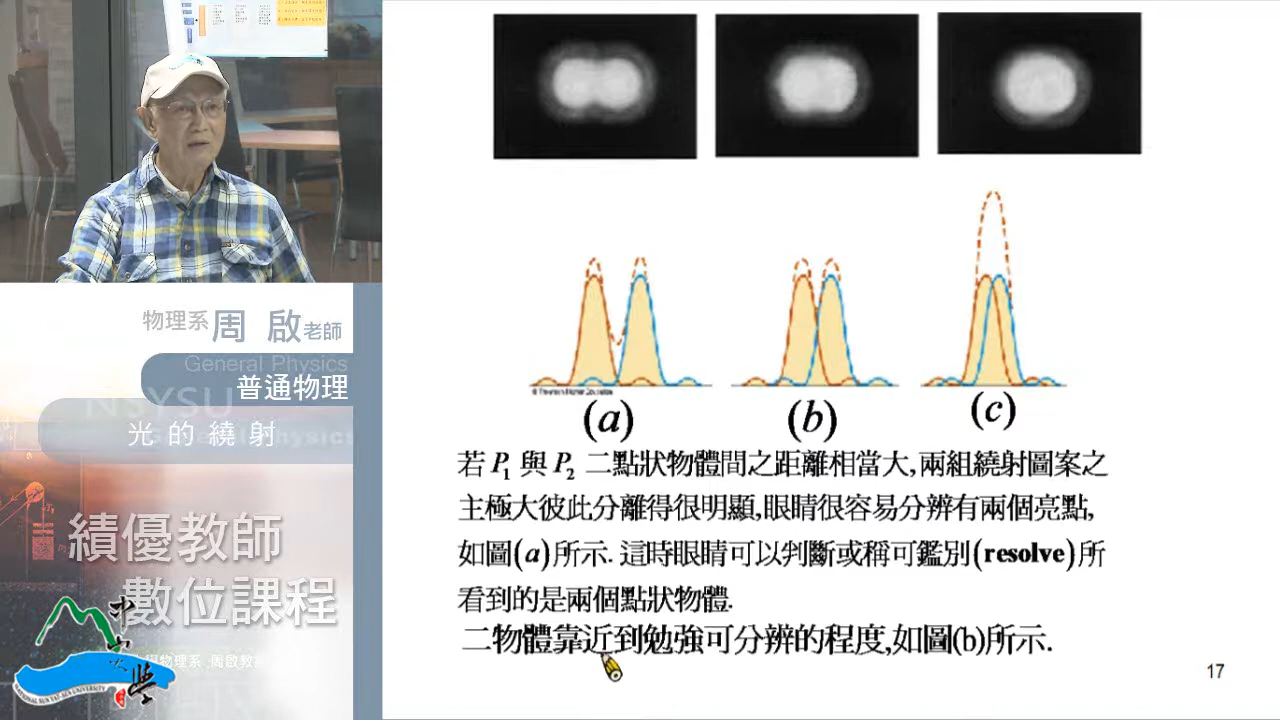 物理系 周 啟 老師
General Physics
普通物理
NSYSU
光 的 繞 射
績優教師
數位課程
(a)
(b)
(c)
若 P1 與 P2 二點狀物體間之距離相當大,兩組繞射圖案之
主極大彼此分離得很明顯,眼睛很容易分辨有兩個亮點,
如圖(a)所示. 這時眼睛可以判斷或稱可鑑別(resolve)所
看到的是兩個點狀物體.
二物體靠近到勉強可分辨的程度,如圖(b)所示.
17